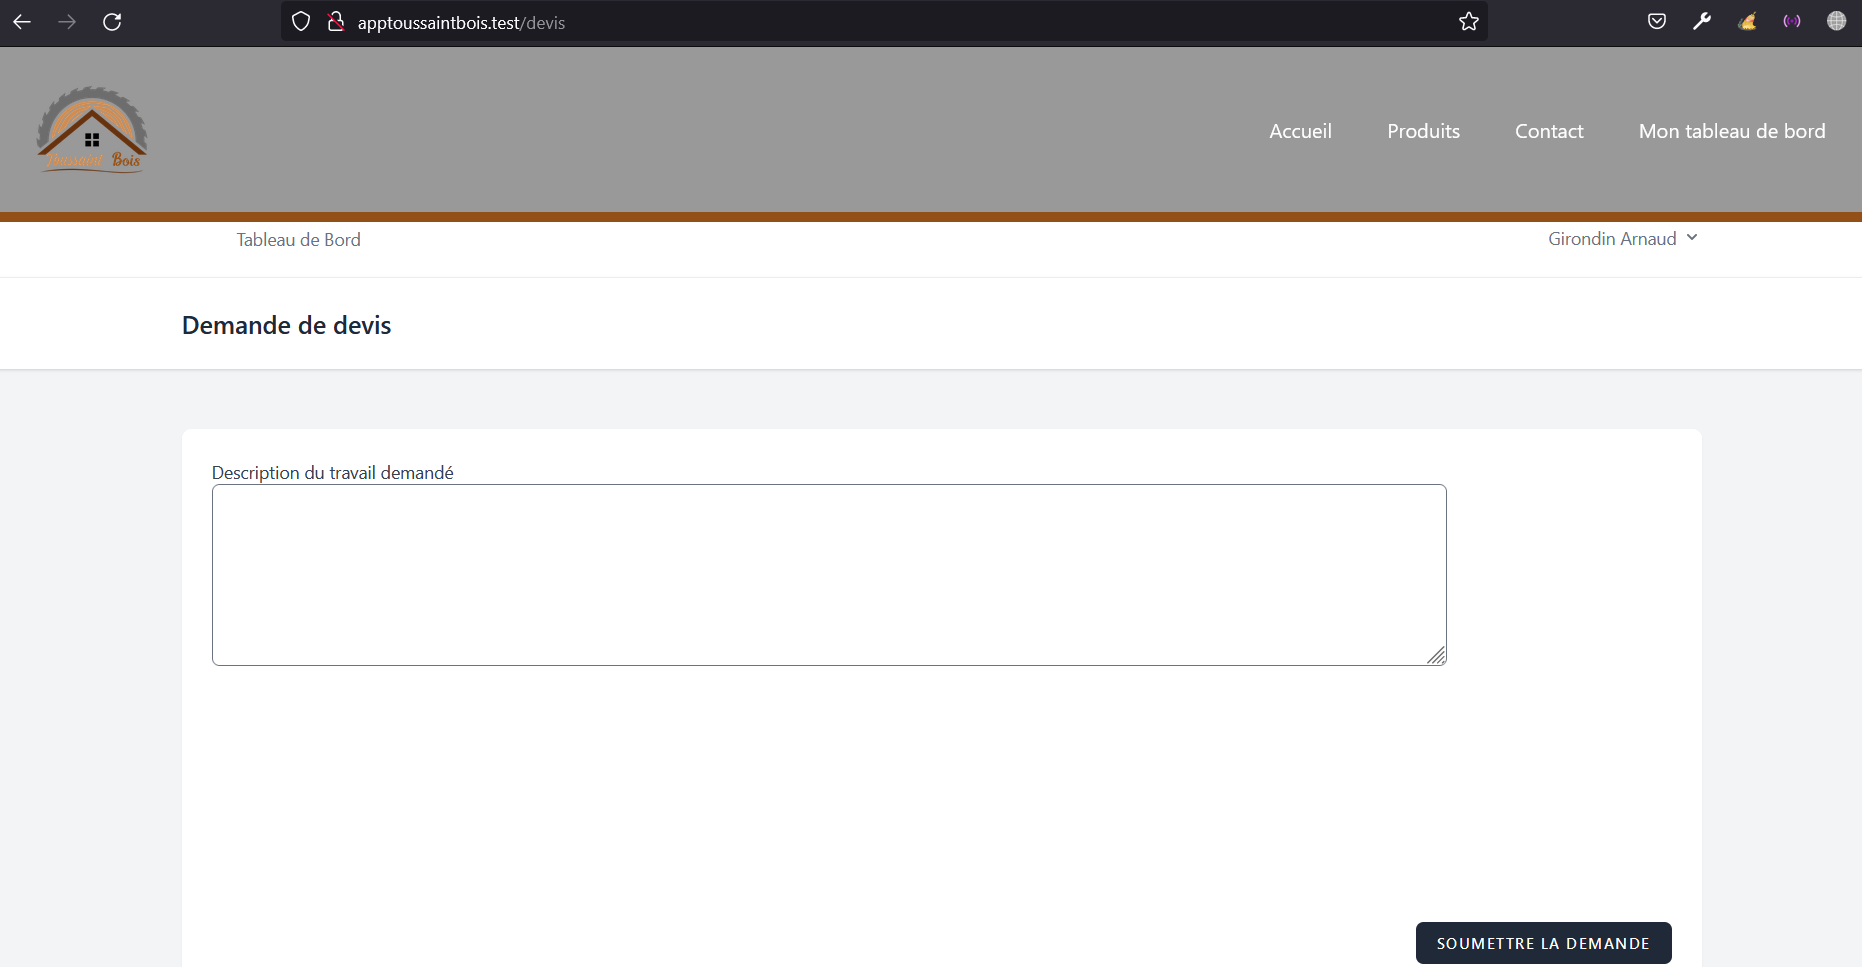 apptoussaintbois.test/devis
Toussaint Bois
Accueil Produits Contact Mon tableau de bord
Tableau de Bord
Girondin Arnaud
Demande de devis
Description du travail demandé
SOUMETTRE LA DEMANDE